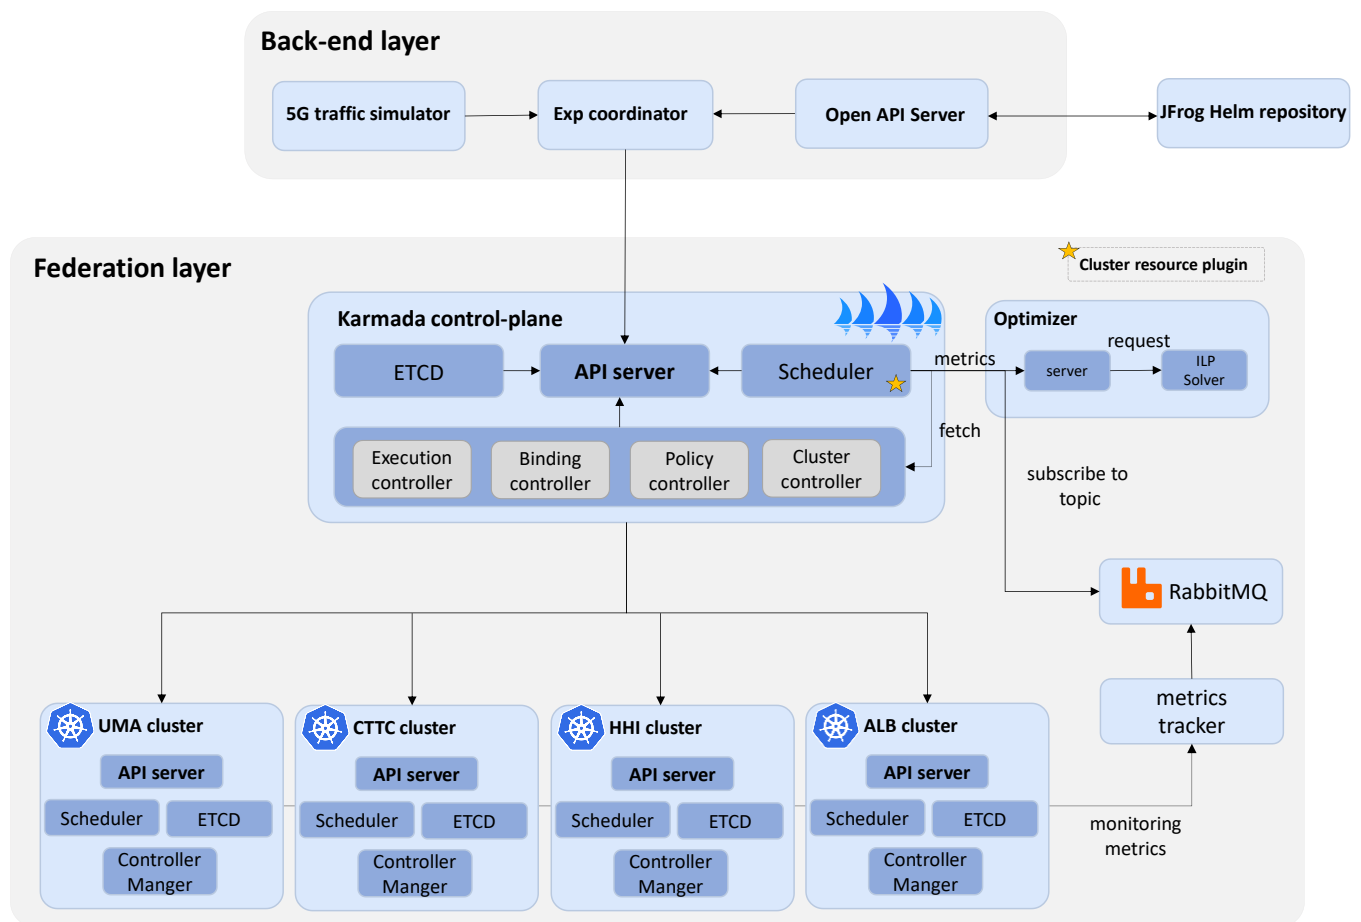 Back-end layer
5G traffic simulator
Exp coordinator
Open API Server
JFrog Helm repository
Federation layer
Cluster resource plugin
Karmada control-plane
ETCD
API server
Scheduler
metrics
fetch
Optimizer
server
request
ILP
Solver
Execution
controller
Binding
controller
Policy
controller
Cluster
controller
subscribe to
topic
RabbitMQ
metrics
tracker
monitoring
metrics
UMA cluster
API server
Scheduler
ETCD
Controller
Manger
CTTC cluster
API server
Scheduler
ETCD
Controller
Manger
HHI cluster
API server
Scheduler
ETCD
Controller
Manger
ALB cluster
API server
Scheduler
ETCD
Controller
Manger